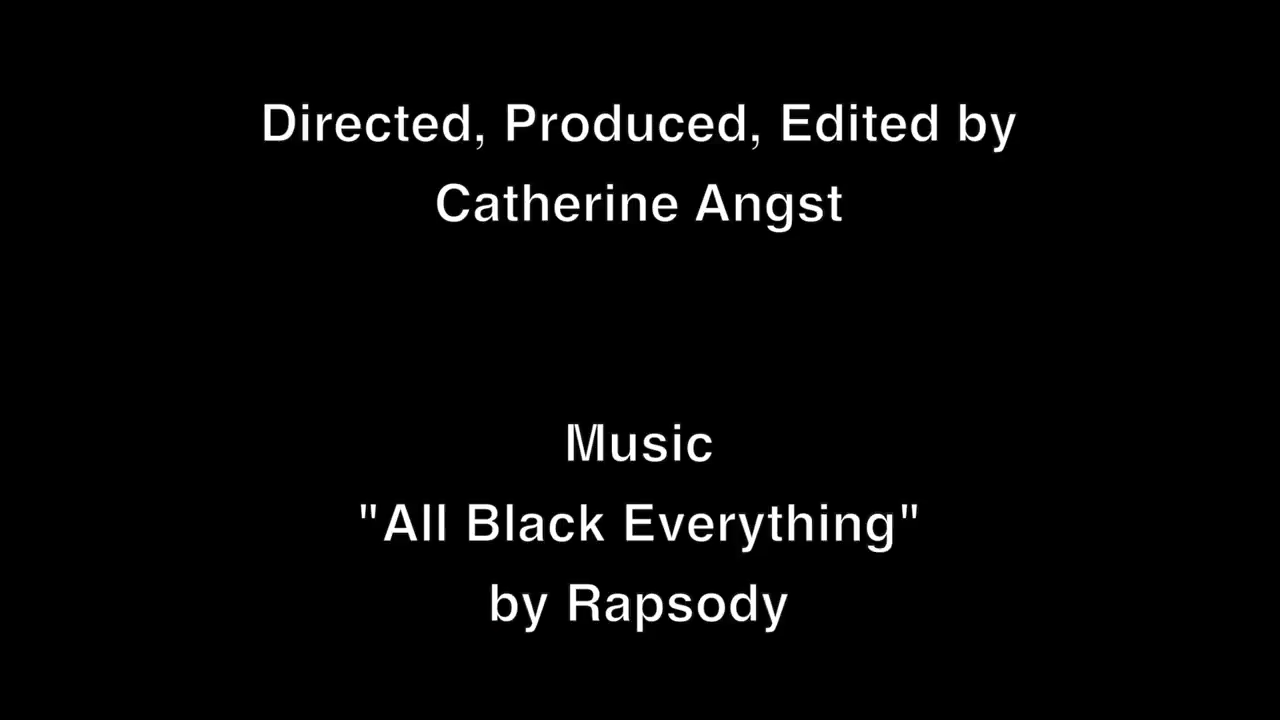 Directed, Produced, Edited by
Catherine Angst
Music
"All Black Everything"
by Rapsody